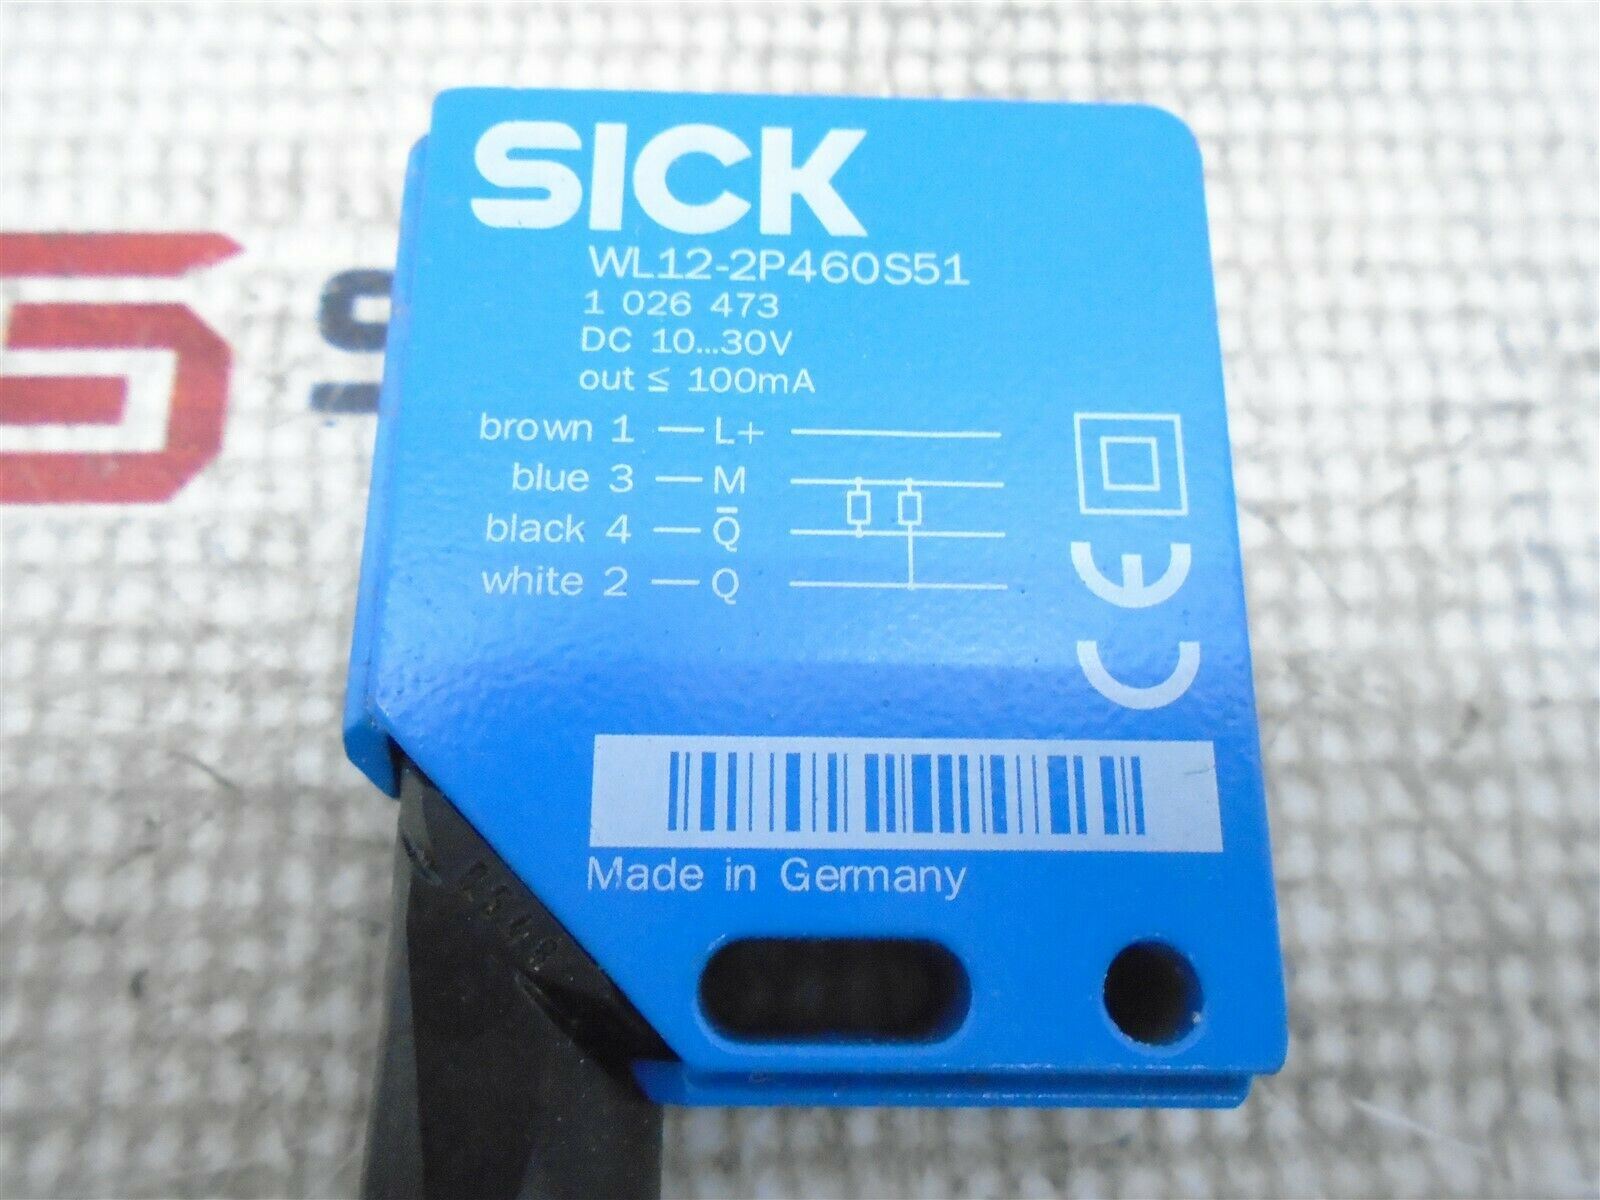 SICK
WL12-2P460S51
1 026 473
DC 10...30V
out ≤ 100mA
brown 1 — L+
blue 3 — M
black 4 — Q̅
white 2 — Q
CE
Made in Germany